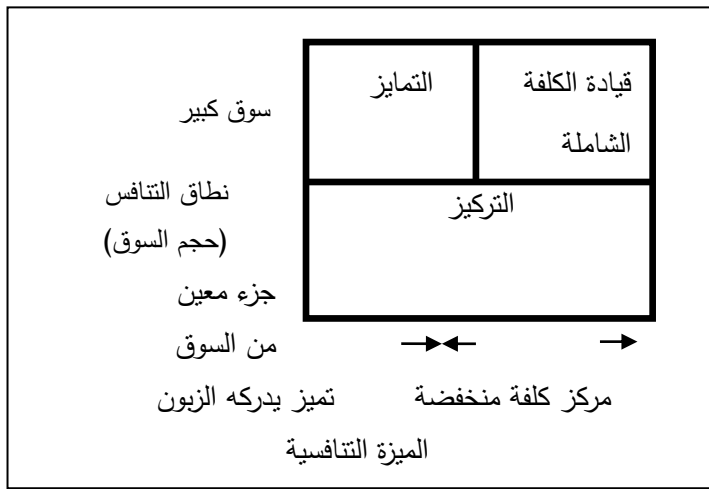 قيادة الكلفة
الشاملة
التمايز
سوق كبير
التركيز
نطاق التنافس
(حجم السوق)
جزء معين
من السوق
مركز كلفة منخفضة
تميز يدركه الزبون
الميزة التنافسية